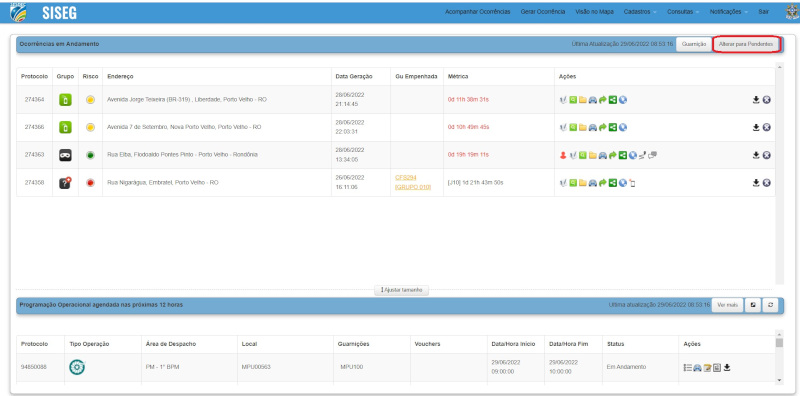 SISEG
Acompanhar Ocorrências Gerar Ocorrência Visão no Mapa Cadastros Consultas Notificações Sair
Ocorrências em Andamento Última Atualização 29/06/2022 08:53:16 Guarnição Alterar para Pendentes
Protocolo Grupo Risco Endereço Data Geração Gu Empenhada Métrica Ações
274364 Avenida Jorge Teixeira (BR-319) , Liberdade, Porto Velho - RO 28/06/2022 21:14:45 0d 11h 38m 31s
274366 Avenida 7 de Setembro, Nova Porto Velho, Porto Velho - RO 28/06/2022 22:03:31 0d 10h 49m 45s
274363 Rua Elba, Flodoaldo Pontes Pinto - Porto Velho - Rondônia 28/06/2022 13:34:05 0d 19h 19m 11s
274358 Rua Nigarágua, Embratel, Porto Velho - RO 26/06/2022 16:11:06 [J10] 1d 21h 43m 50s
Ajustar tamanho
Programação Operacional agendada nas próximas 12 horas Última atualização 29/06/2022 08:53:16 Ver mais
Protocolo Tipo Operação Área de Despacho Local Guarnições Vouchers Data/Hora Início Data/Hora Fim Status Ações
94850086 PM - 1º BPM MPU00563 MPU100 29/06/2022 09:00:00 29/06/2022 10:00:00 Em Andamento